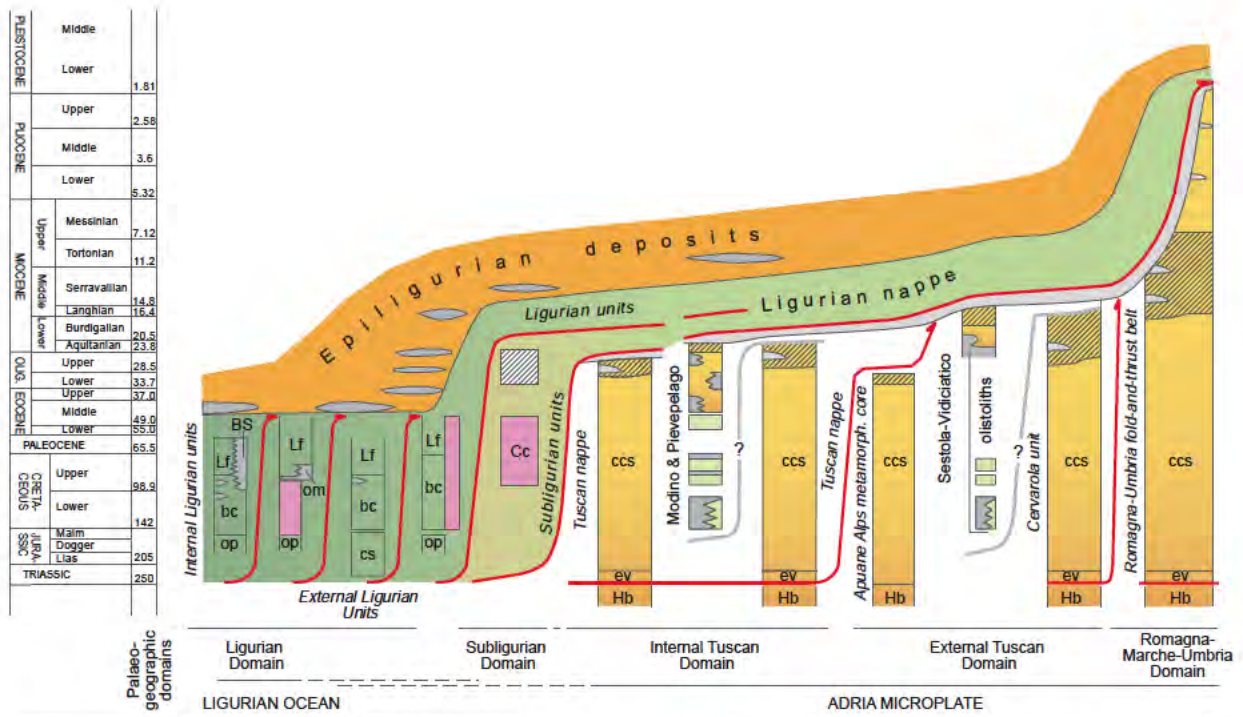 PLEISTOCENE
Middle
Lower
1.81
PLIOCENE
Upper
2.58
Middle
3.6
Lower
5.32
MIOCENE
Upper
Messinian
7.12
Tortonian
11.2
Middle
Serravallian
14.8
Langhian
16.4
Lower
Burdigalian
20.5
Aquitanian
23.8
OLIG.
Upper
28.5
Lower
33.7
EOCENE
Upper
37.0
Middle
49.0
Lower
55.0
PALEOCENE
65.5
CRETA-
CEOUS
Upper
98.9
Lower
142
JURA-
SSIC
Malm
Dogger
Lias
205
TRIASSIC
250
Epiligurian deposits
Ligurian units
Ligurian nappe
Internal Ligurian units
BS
Lf
bc
op
Lf
om
op
Lf
bc
cs
Lf
bc
op
External Ligurian
Units
Cc
Subligurian units
Tuscan nappe
ccs
ev
Hb
Modino & Pievepelago
?
ccs
ev
Hb
Tuscan nappe
Apuane Alps metamorph. core
ccs
Hb
Sestola-Vidiciatico
olistoliths
?
Cervarola unit
ccs
ev
Hb
Romagna-Umbria fold-and-thrust belt
ccs
ev
Hb
Palaeo-
geographic
domains
Ligurian
Domain
Subligurian
Domain
Internal Tuscan
Domain
External Tuscan
Domain
Romagna-
Marche-Umbria
Domain
LIGURIAN OCEAN
ADRIA MICROPLATE